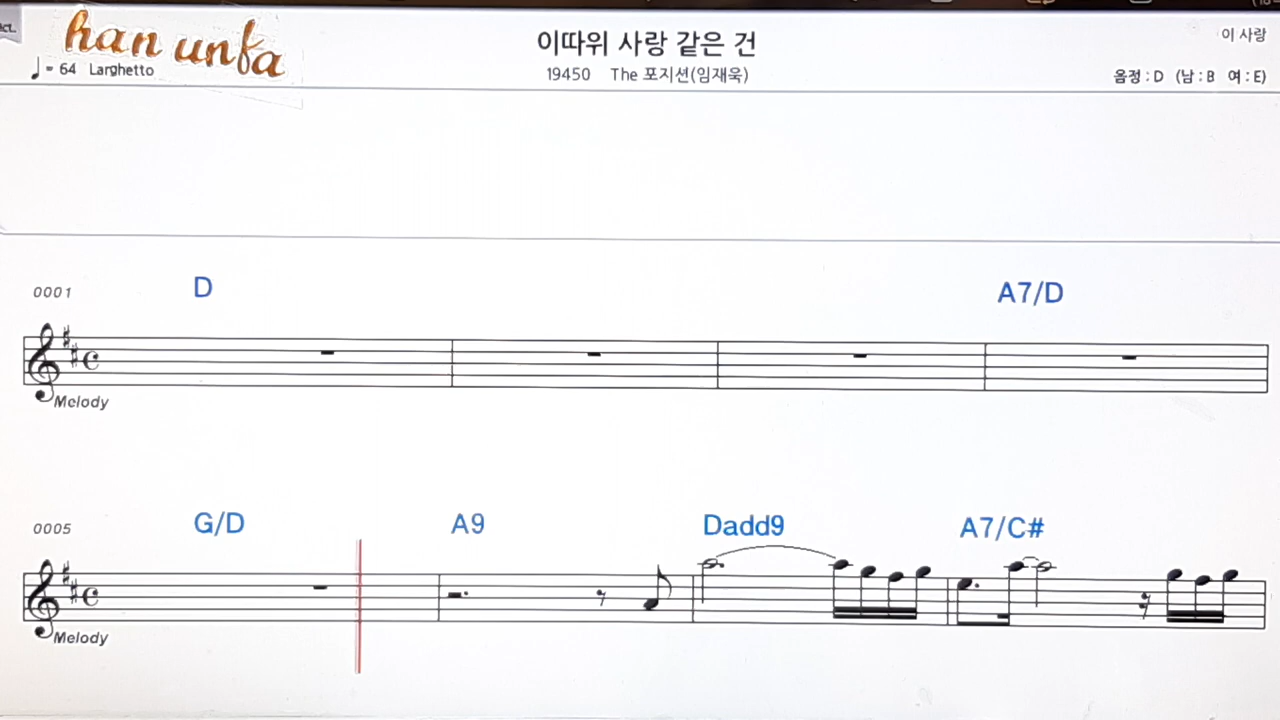 han unfa
이따위 사랑 같은 건
이 사랑
♩= 64 Larghetto
19450 The 포지션(임재욱)
음정 : D (남 : B 여 : E)
0001
D
A7/D
Melody
0005
G/D
A9
Dadd9
A7/C#
Melody